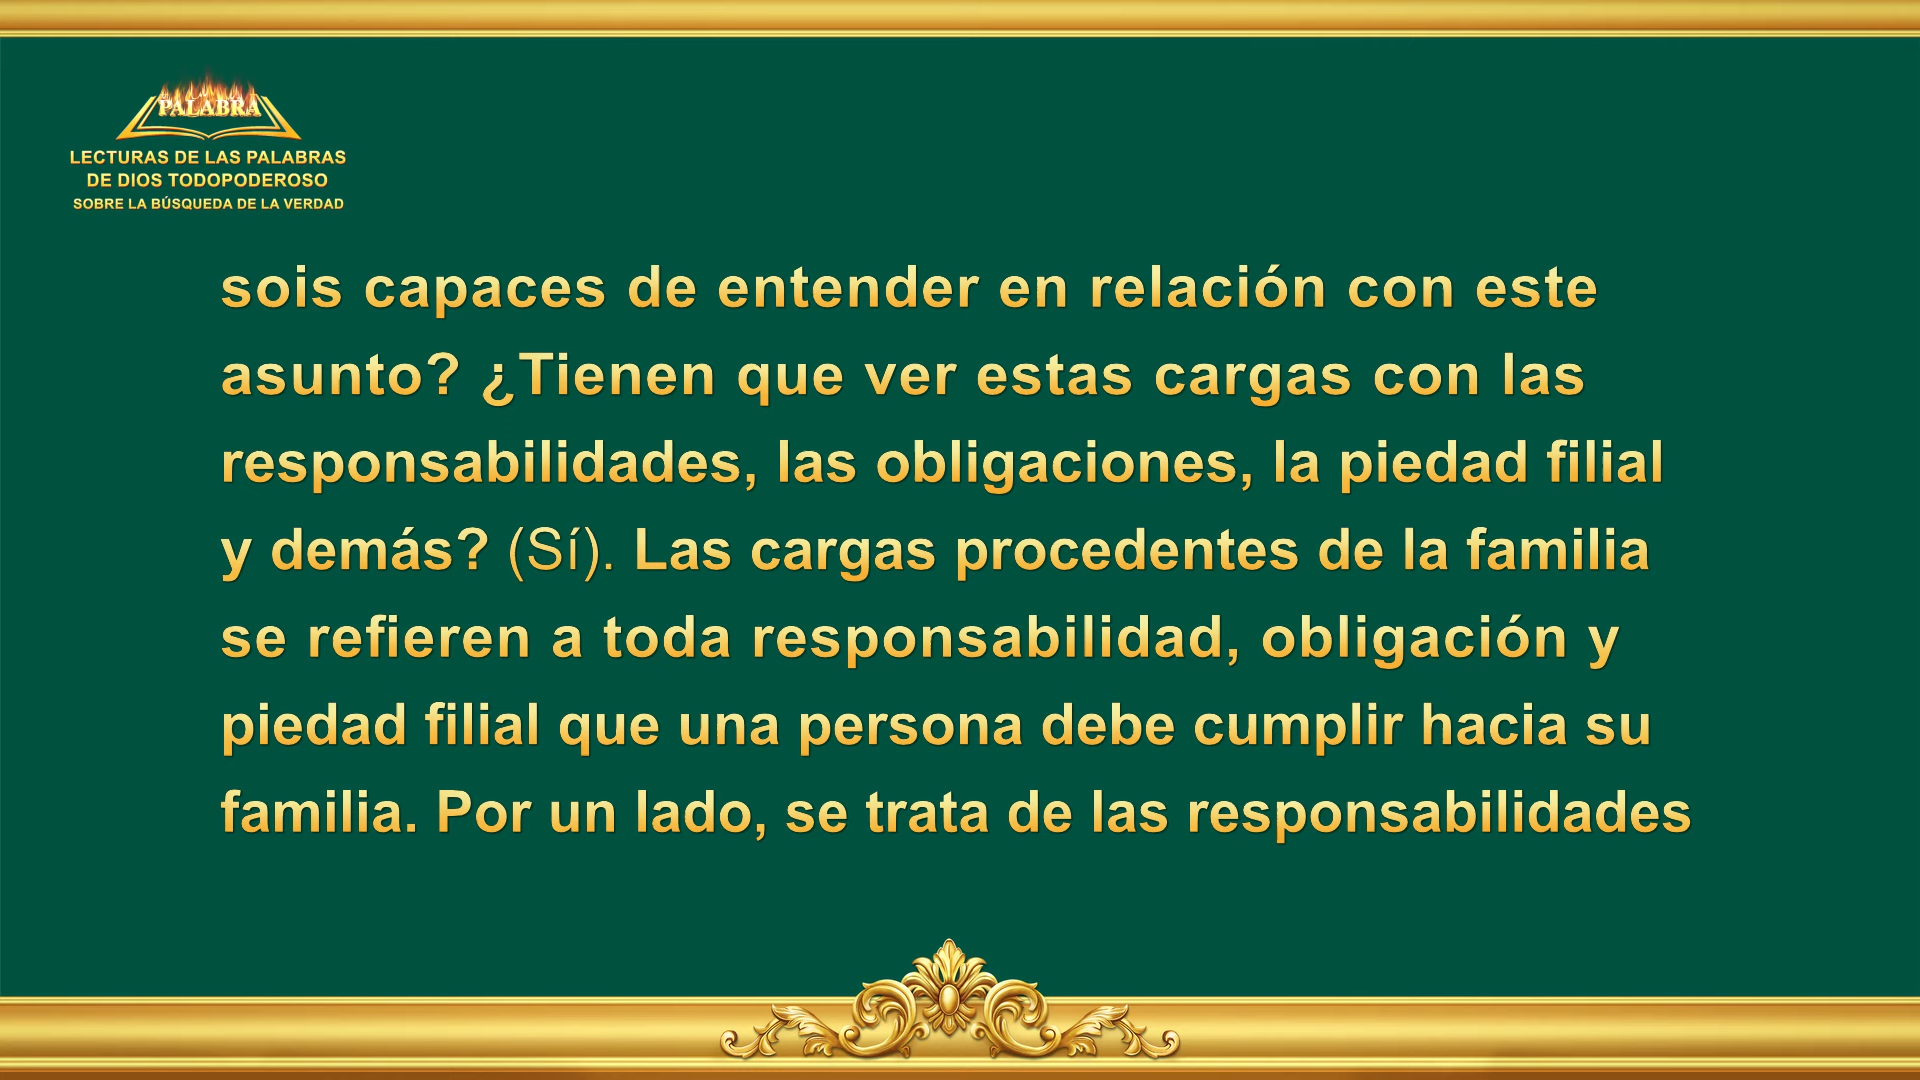 PALABRA
LECTURAS DE LAS PALABRAS
DE DIOS TODOPODEROSO
SOBRE LA BÚSQUEDA DE LA VERDAD
sois capaces de entender en relación con este
asunto? ¿Tienen que ver estas cargas con las
responsabilidades, las obligaciones, la piedad filial
y demás? (Sí). Las cargas procedentes de la familia
se refieren a toda responsabilidad, obligación y
piedad filial que una persona debe cumplir hacia su
familia. Por un lado, se trata de las responsabilidades